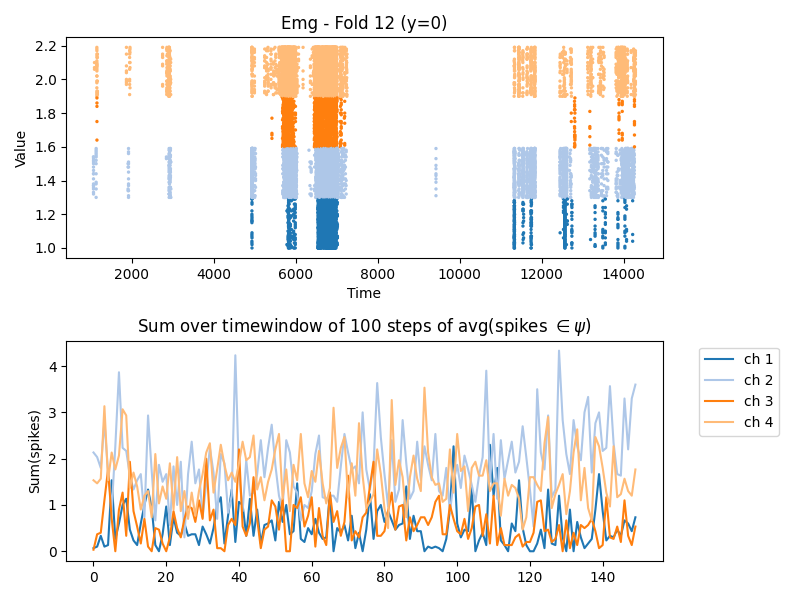 Emg - Fold 12 (y=0)
Value
2.2
2.0
1.8
1.6
1.4
1.2
1.0
2000 4000 6000 8000 10000 12000 14000
Time
Sum over timewindow of 100 steps of avg(spikes ∈ψ)
Sum(spikes)
4
3
2
1
0
0 20 40 60 80 100 120 140
ch 1
ch 2
ch 3
ch 4